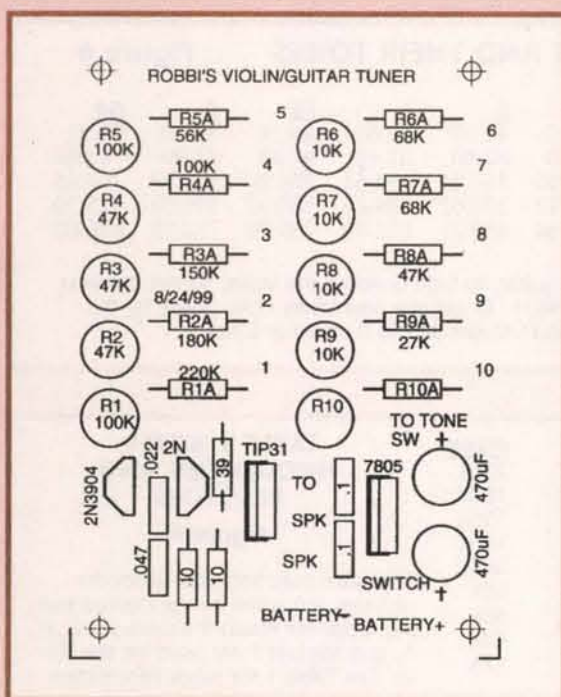 ROBBI'S VIOLIN/GUITAR TUNER
R5
100K
R5A
56K
5
R6
10K
R6A
68K
6
R4
47K
100K
R4A
4
R7
10K
R7A
68K
7
R3
47K
R3A
150K
3
R8
10K
R8A
47K
8
8/24/99
R2
47K
R2A
180K
2
R9
10K
R9A
27K
9
R1
100K
220K
R1A
1
R10
R10A
10
TO TONE
SW
+
2N3904
.022
2N
39
TIP31
TO
SPK
SPK
.1
.1
7805
470uF
470uF
.047
10
10
SWITCH
+
BATTERY-
BATTERY+